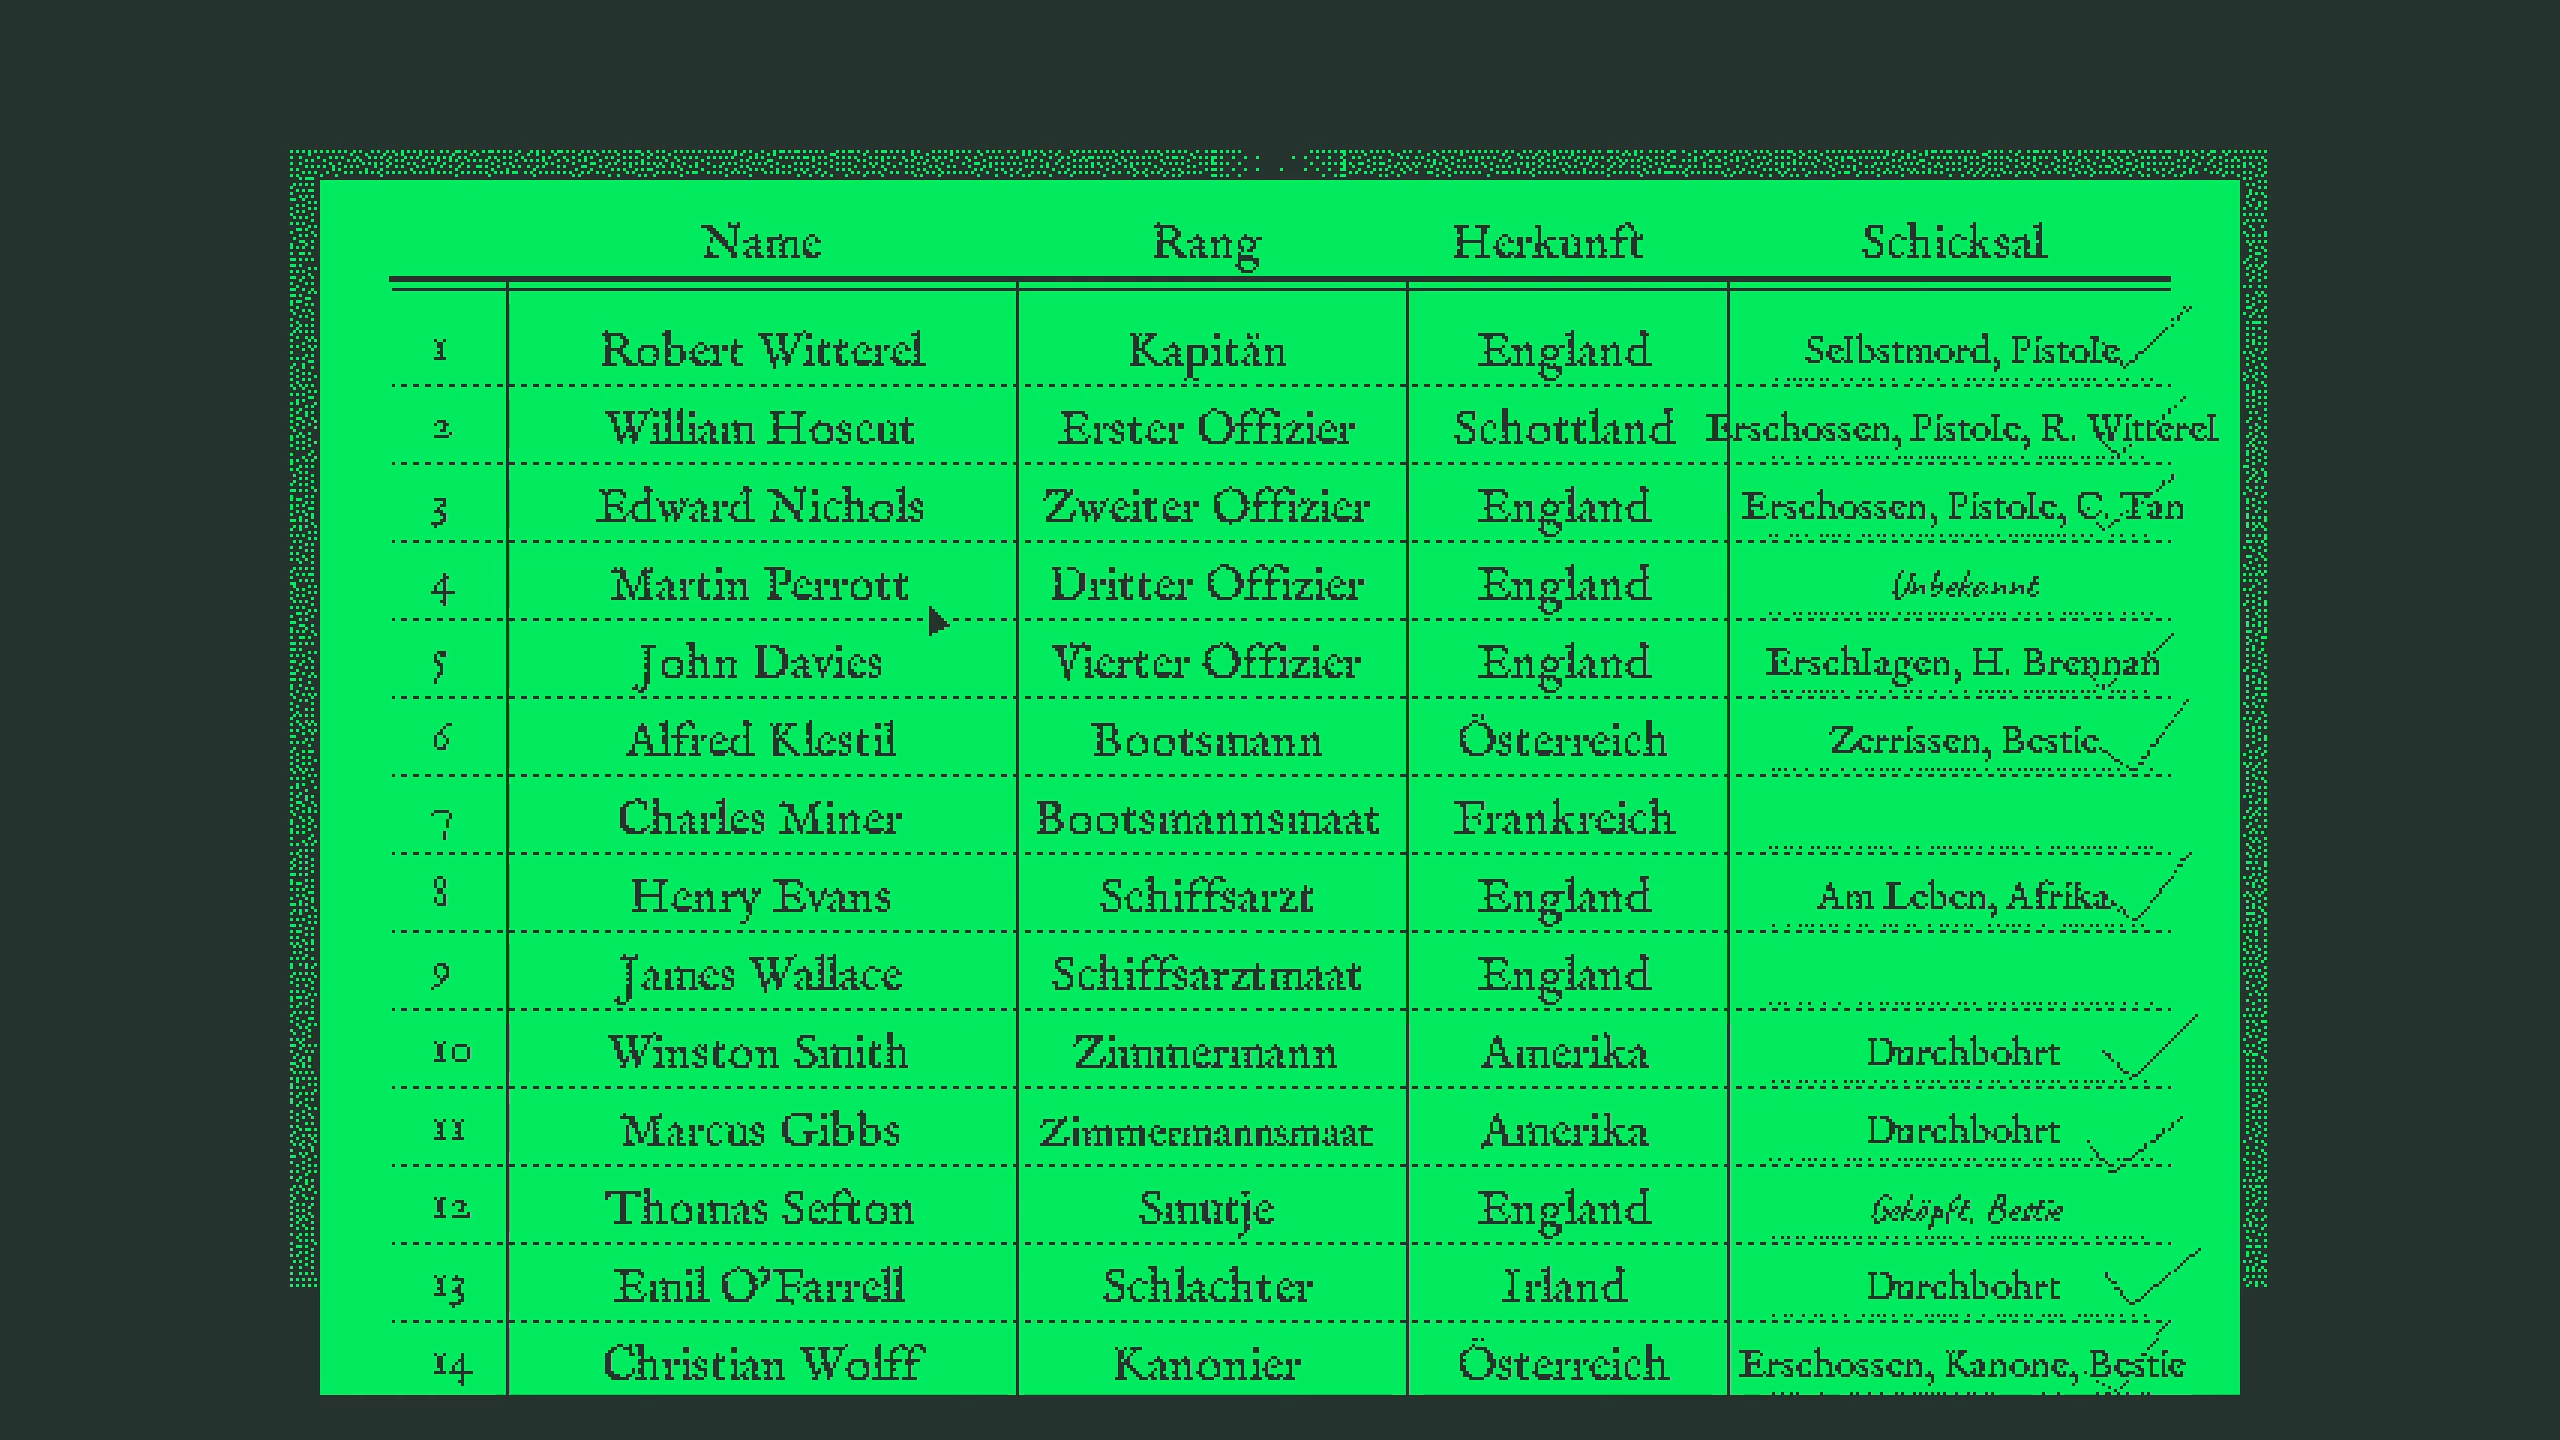 Name Rang Herkunft Schicksal
1 Robert Witterel Kapitän England Selbstmord, Pistole
2 William Hoscut Erster Offizier Schottland Erschossen, Pistole, R. Witterel
3 Edward Nichols Zweiter Offizier England Erschossen, Pistole, C. Tan
4 Martin Perrott Dritter Offizier England Unbekannt
5 John Davies Vierter Offizier England Erschlagen, H. Brennan
6 Alfred Klestil Bootsmann Österreich Zerrissen, Bestie
7 Charles Miner Bootsmannsmaat Frankreich
8 Henry Evans Schiffsarzt England Am Leben, Afrika
9 James Wallace Schiffsarztmaat England
10 Winston Smith Zimmermann Amerika Durchbohrt
11 Marcus Gibbs Zimmermannsmaat Amerika Durchbohrt
12 Thomas Sefton Smutje England Geköpft, Bestie
13 Emil O'Farrell Schlachter Irland Durchbohrt
14 Christian Wolff Kanonier Österreich Erschossen, Kanone, Bestie